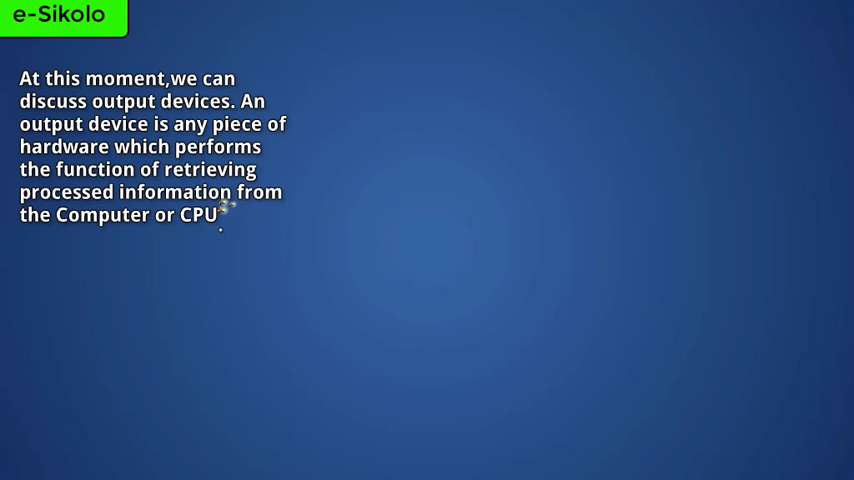 e-Sikolo
At this moment,we can
discuss output devices. An
output device is any piece of
hardware which performs
the function of retrieving
processed information from
the Computer or CPU